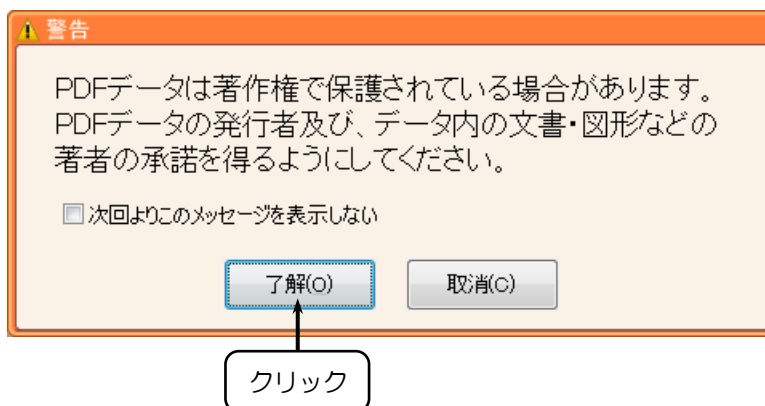 警告
PDFデータは著作権で保護されている場合があります。
PDFデータの発行者及び、データ内の文書・図形などの
著者の承諾を得るようにしてください。
次回よりこのメッセージを表示しない
了解(O) 取消(C)
クリック